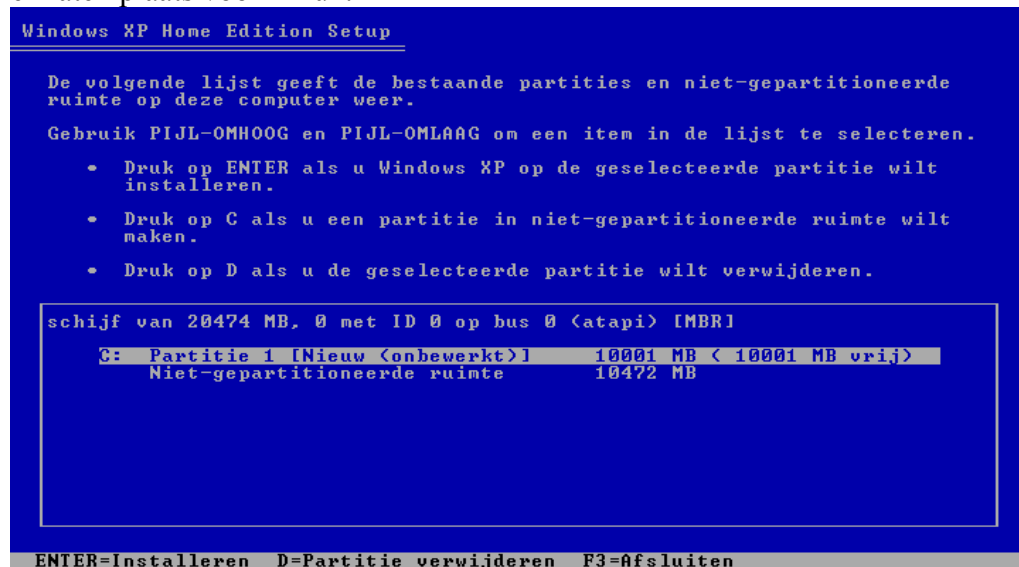 Windows XP Home Edition Setup
De volgende lijst geeft de bestaande partities en niet-gepartitioneerde
ruimte op deze computer weer.
Gebruik PIJL-OMHOOG en PIJL-OMLAAG om een item in de lijst te selecteren.
• Druk op ENTER als u Windows XP op de geselecteerde partitie wilt
installeren.
• Druk op C als u een partitie in niet-gepartitioneerde ruimte wilt
maken.
• Druk op D als u de geselecteerde partitie wilt verwijderen.
schijf van 20474 MB, 0 met ID 0 op bus 0 (atapi) [MBR]
C: Partitie 1 [Nieuw (onbewerkt)] 10001 MB ( 10001 MB vrij)
Niet-gepartitioneerde ruimte 10472 MB
ENTER=Installeren D=Partitie verwijderen F3=Afsluiten